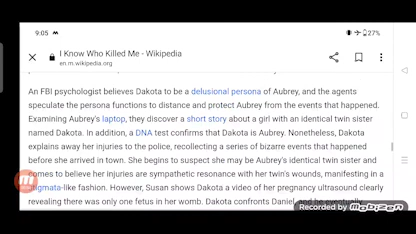 9:05 27%
I Know Who Killed Me - Wikipedia
en.m.wikipedia.org
An FBI psychologist believes Dakota to be a delusional persona of Aubrey, and the agents
speculate the persona functions to distance and protect Aubrey from the events that happened.
Examining Aubrey's laptop, they discover a short story about a girl with an identical twin sister
named Dakota. In addition, a DNA test confirms that Dakota is Aubrey. Nonetheless, Dakota
explains away her injuries to the police, recollecting a series of bizarre events that happened
before she arrived in town. She begins to suspect she may be Aubrey's identical twin sister and
comes to believe her injuries are sympathetic resonance with her twin's wounds, manifesting in a
stigmata-like fashion. However, Susan shows Dakota a video of her pregnancy ultrasound clearly
revealing there was only one fetus in her womb. Dakota confronts Daniel, and he eventually
Recorded by Mobizen